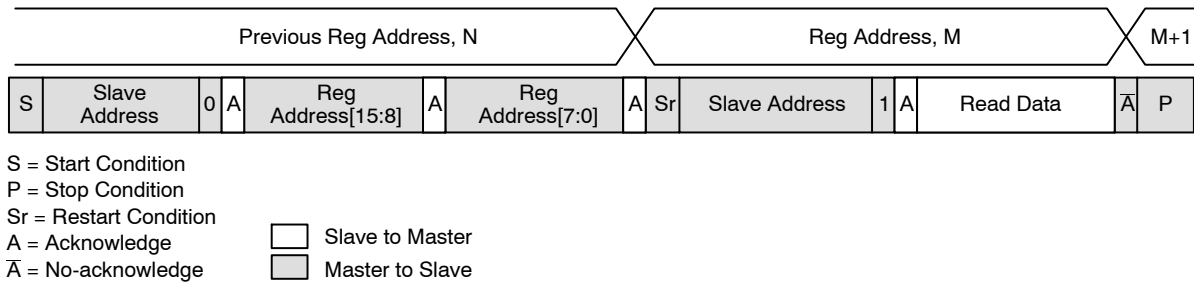 Previous Reg Address, N Reg Address, M M+1
S Slave Address 0 A Reg Address[15:8] A Reg Address[7:0] A Sr Slave Address 1 A Read Data A̅ P
S = Start Condition
P = Stop Condition
Sr = Restart Condition
A = Acknowledge
A̅ = No-acknowledge
Slave to Master
Master to Slave